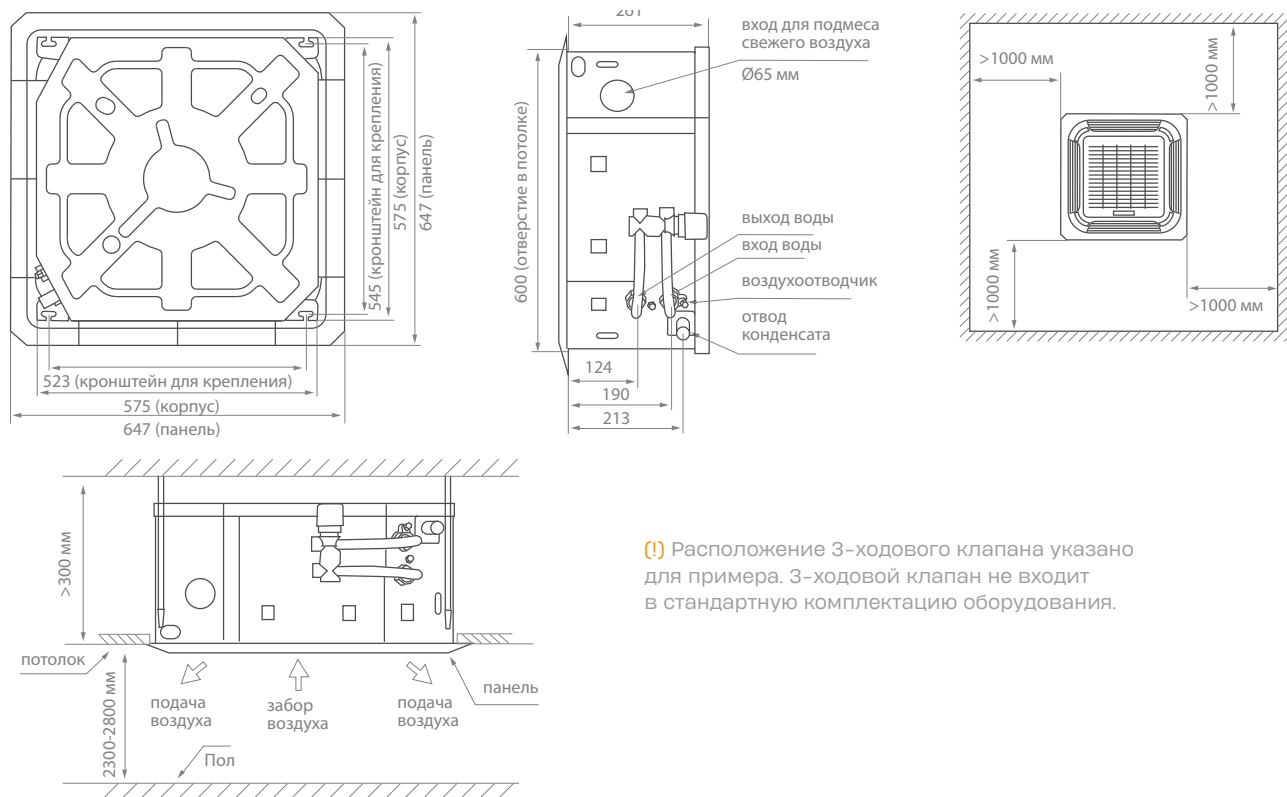 545 (кронштейн для крепления)
575 (корпус)
647 (панель)
523 (кронштейн для крепления)
575 (корпус)
647 (панель)
261
600 (отверстие в потолке)
вход для подмеса
свежего воздуха
Ø65 мм
выход воды
вход воды
воздухоотводчик
отвод
конденсата
124
190
213
>1000 мм
>1000 мм
>1000 мм
>1000 мм
>300 мм
потолок
2300-2800 мм
подача
воздуха
забор
воздуха
подача
воздуха
панель
Пол
(!) Расположение 3-ходового клапана указано
для примера. 3-ходовой клапан не входит
в стандартную комплектацию оборудования.